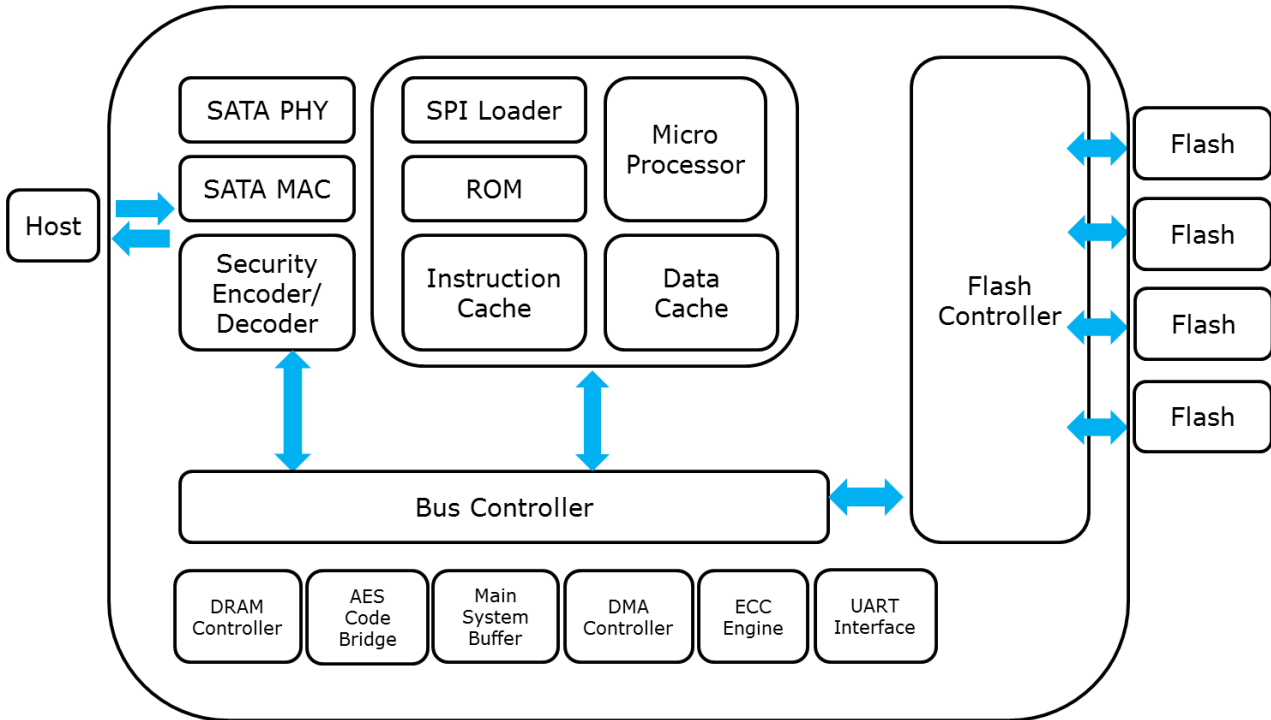 Host
SATA PHY
SATA MAC
Security
Encoder/
Decoder
SPI Loader
ROM
Instruction
Cache
Micro
Processor
Data
Cache
Flash
Controller
Flash
Flash
Flash
Flash
Bus Controller
DRAM
Controller
AES
Code
Bridge
Main
System
Buffer
DMA
Controller
ECC
Engine
UART
Interface